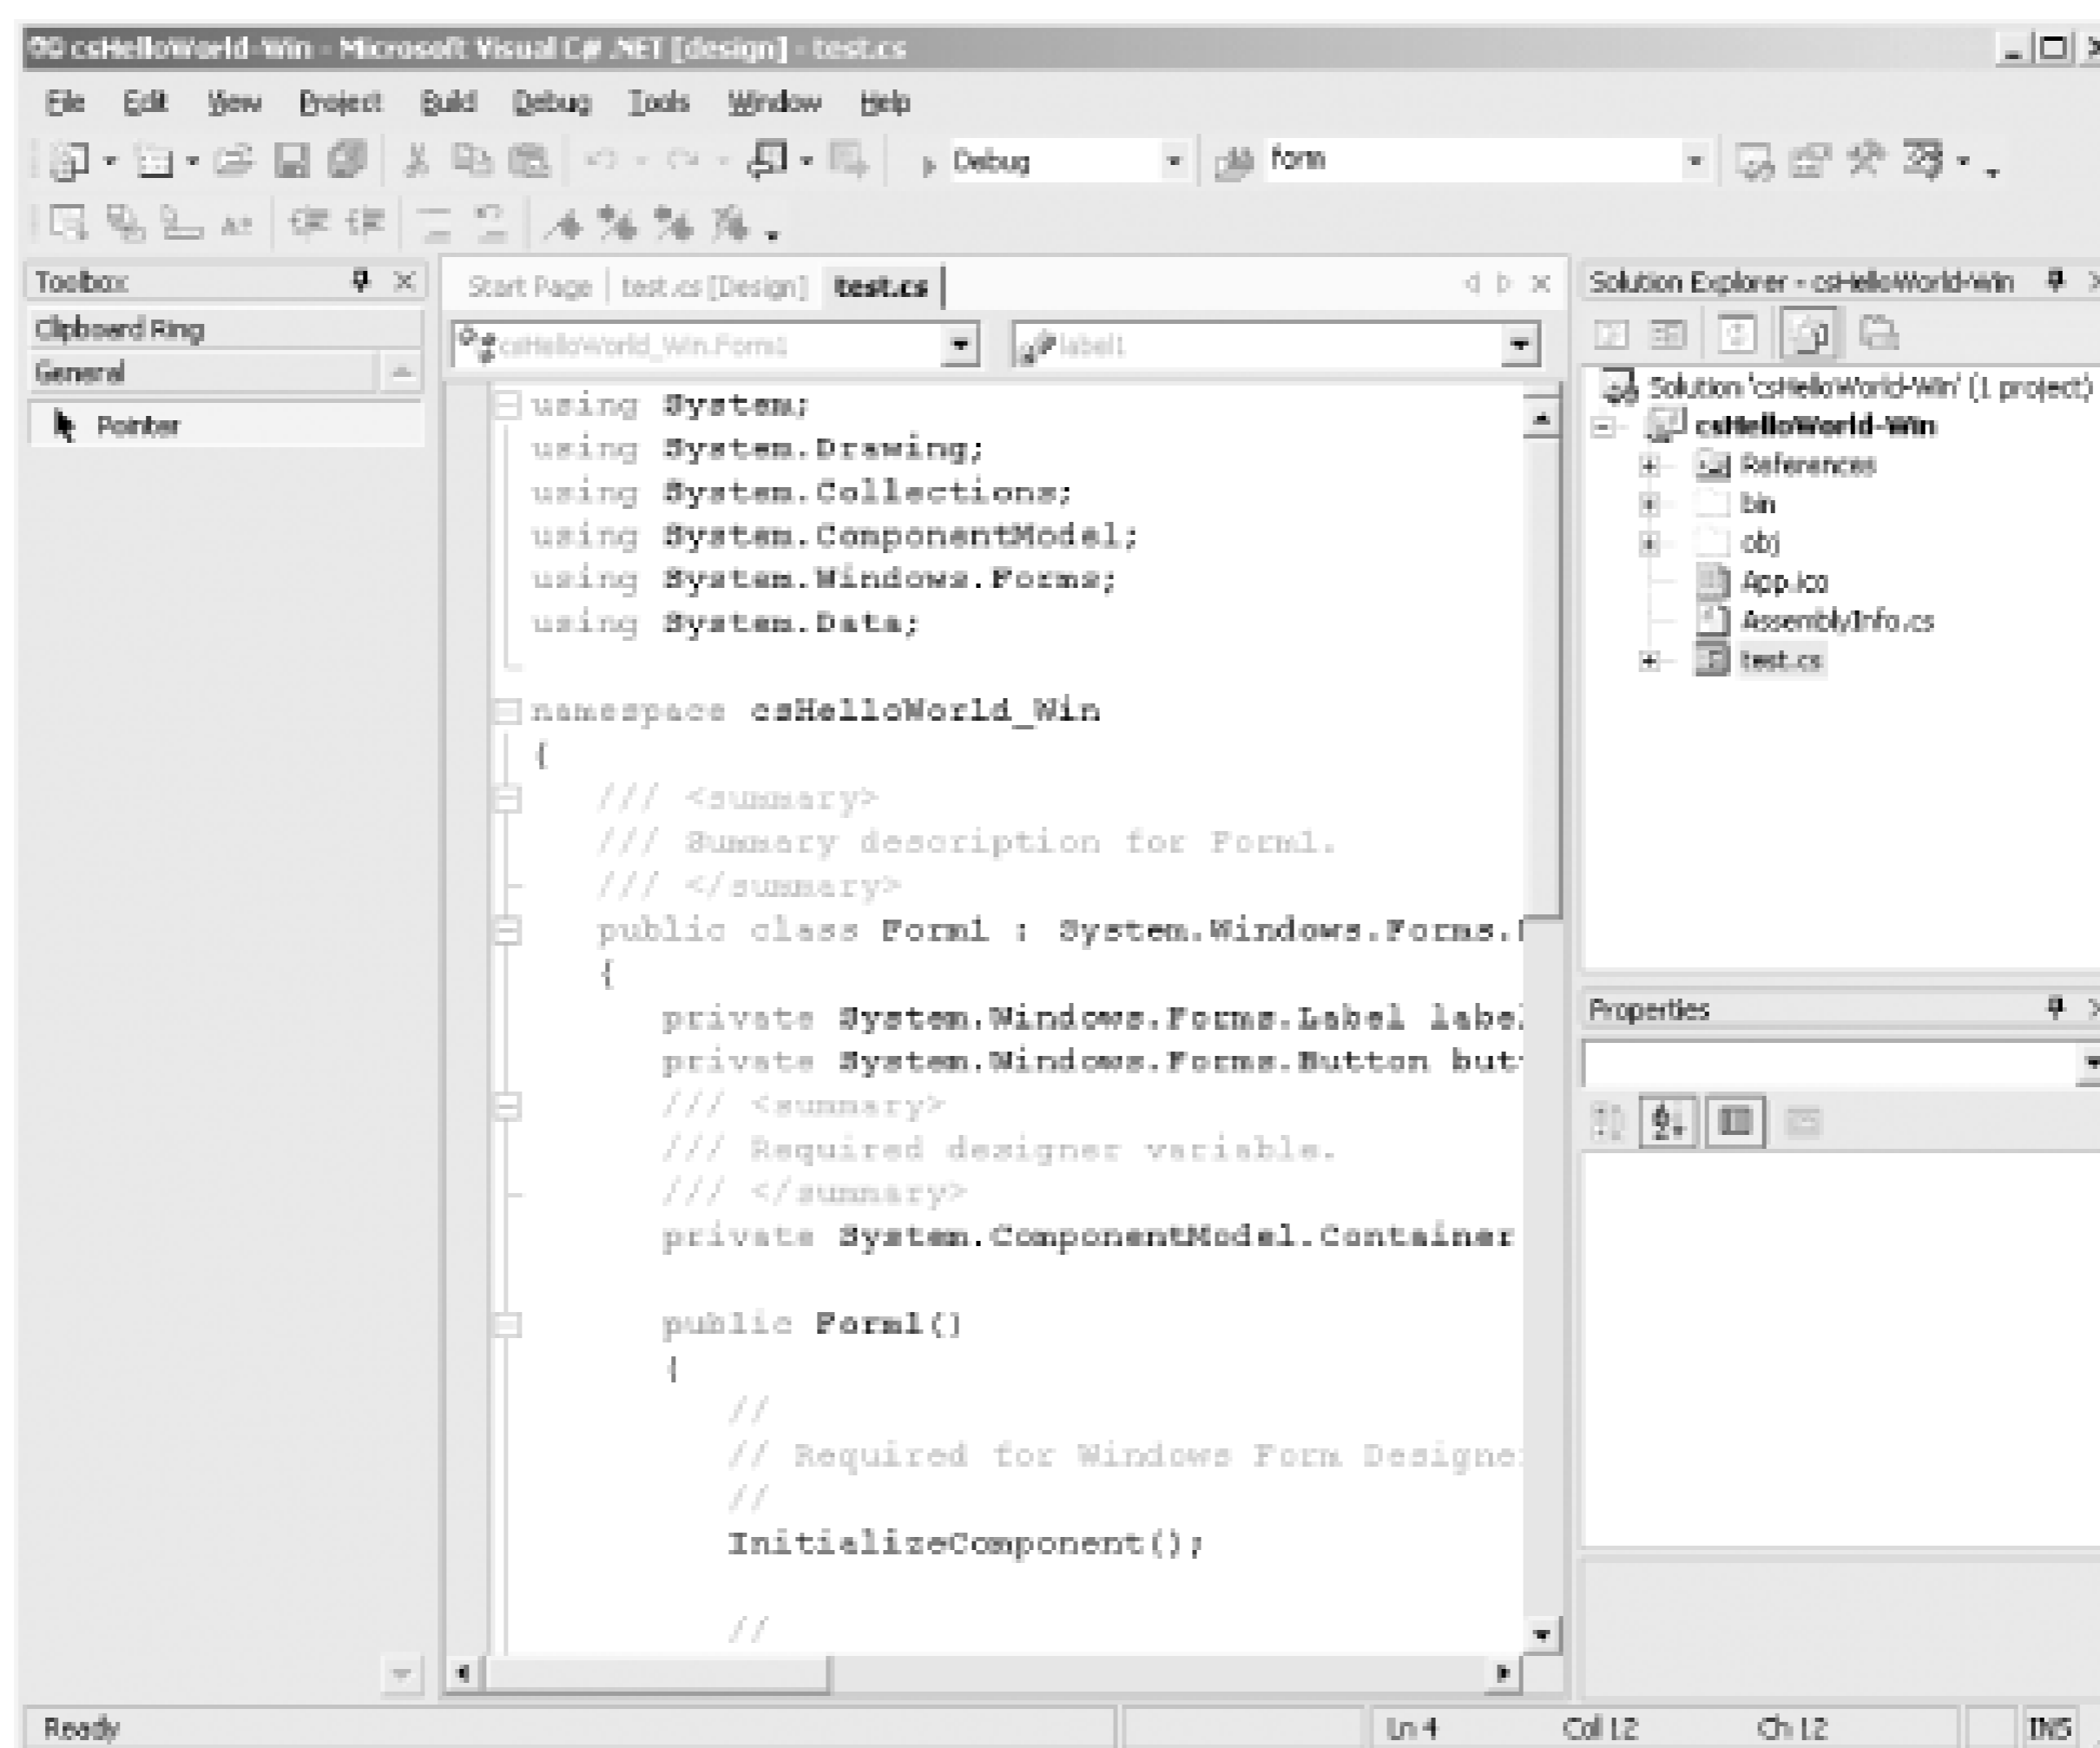 csHelloWorld-Win - Microsoft Visual C# .NET [design] - test.cs
File Edit View Project Build Debug Tools Window Help
Debug form
Toolbox
Clipboard Ring
General
Pointer
Start Page test.cs [Design] test.cs
csHelloWorld_Win.Form1 label1
using System;
using System.Drawing;
using System.Collections;
using System.ComponentModel;
using System.Windows.Forms;
using System.Data;
namespace csHelloWorld_Win
{
/// <summary>
/// Summary description for Form1.
/// </summary>
public class Form1 : System.Windows.Forms.
{
private System.Windows.Forms.Label label
private System.Windows.Forms.Button but
/// <summary>
/// Required designer variable.
/// </summary>
private System.ComponentModel.Container
public Form1()
{
//
// Required for Windows Form Designe
//
InitializeComponent();
//
Solution Explorer - csHelloWorld-Win
Solution 'csHelloWorld-Win' (1 project)
csHelloWorld-Win
References
bin
obj
App.ico
AssemblyInfo.cs
test.cs
Properties
Ready Ln 4 Col 12 Ch 12 INS